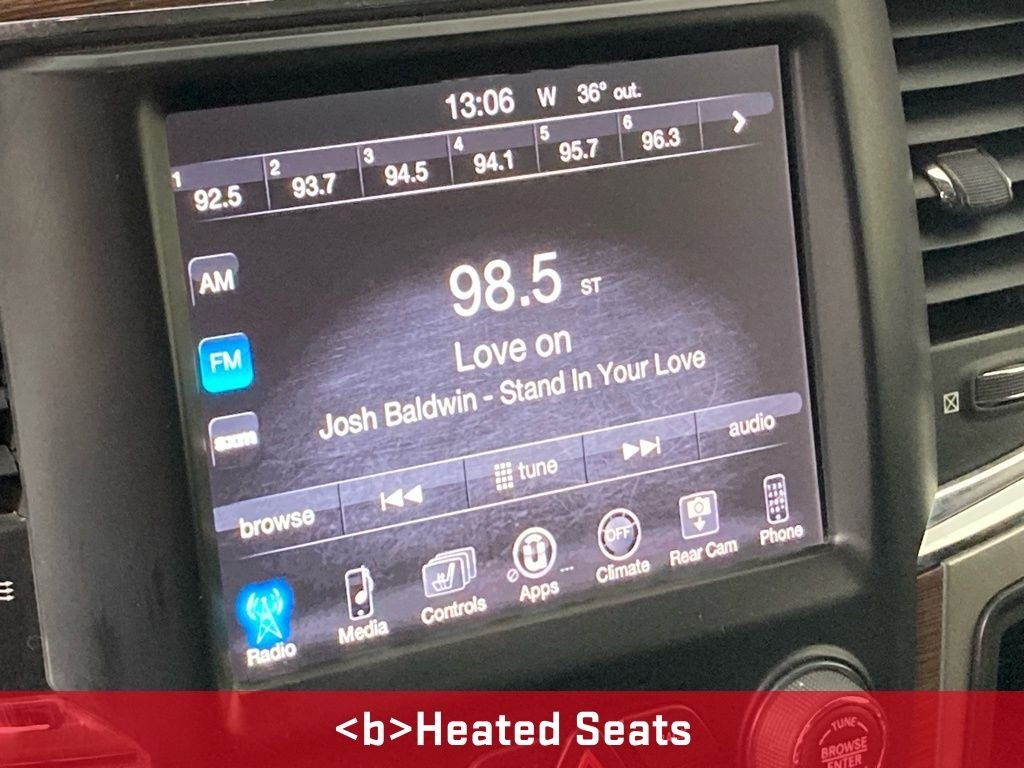 13:06 W 36° out.
1 92.5 2 93.7 3 94.5 4 94.1 5 95.7 6 96.3
AM
98.5 ST
FM
Love on
Josh Baldwin - Stand In Your Love
browse tune audio
Radio Media Controls Apps Climate Rear Cam Phone
OFF
TUNE
BROWSE
ENTER
<b>Heated Seats